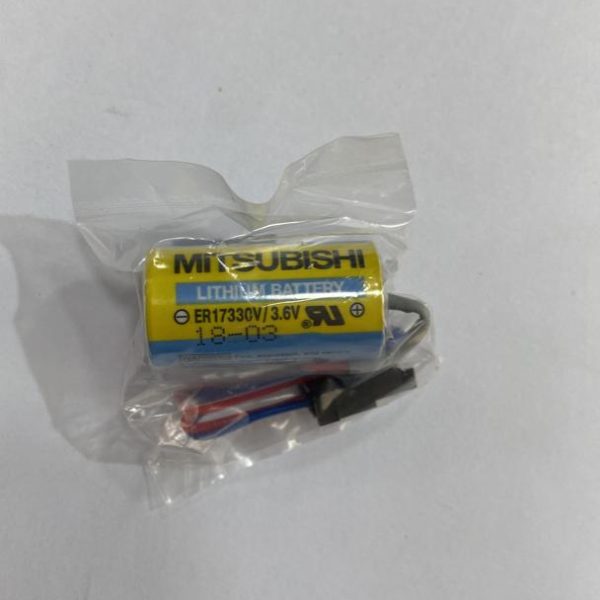 MITSUBISHI
LITHIUM BATTERY
⊖ ER17330V/3.6V ®
18-03